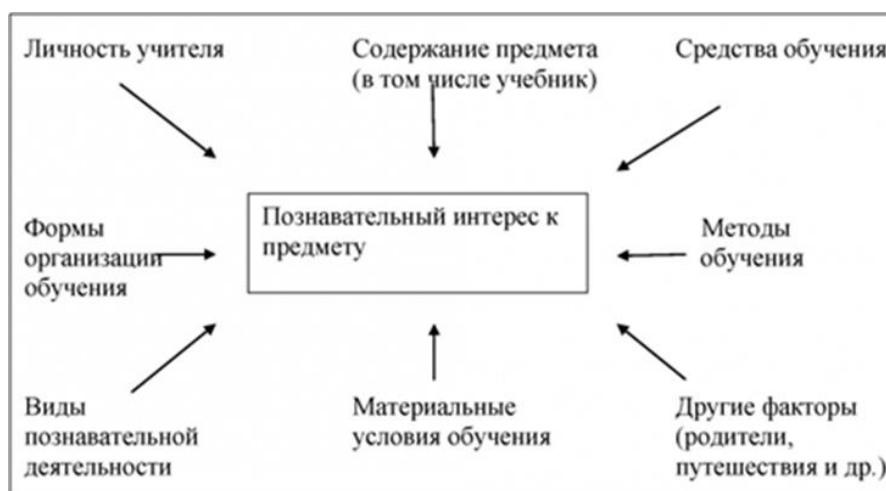 Личность учителя
Содержание предмета
(в том числе учебник)
Средства обучения
Формы
организации
обучения
Познавательный интерес к
предмету
Методы
обучения
Виды
познавательной
деятельности
Материальные
условия обучения
Другие факторы
(родители,
путешествия и др.)